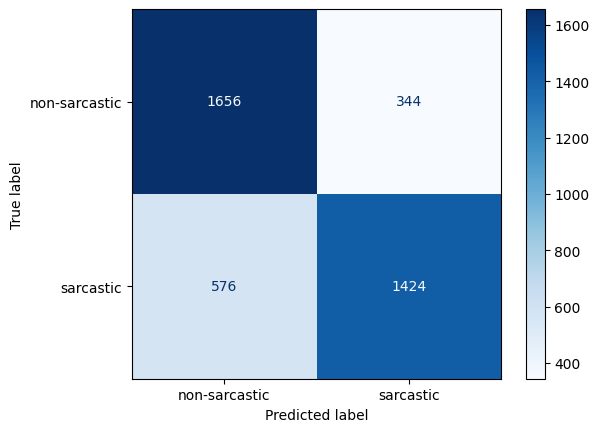 True label
non-sarcastic
1656
344
sarcastic
576
1424
non-sarcastic
sarcastic
Predicted label
1600
1400
1200
1000
800
600
400